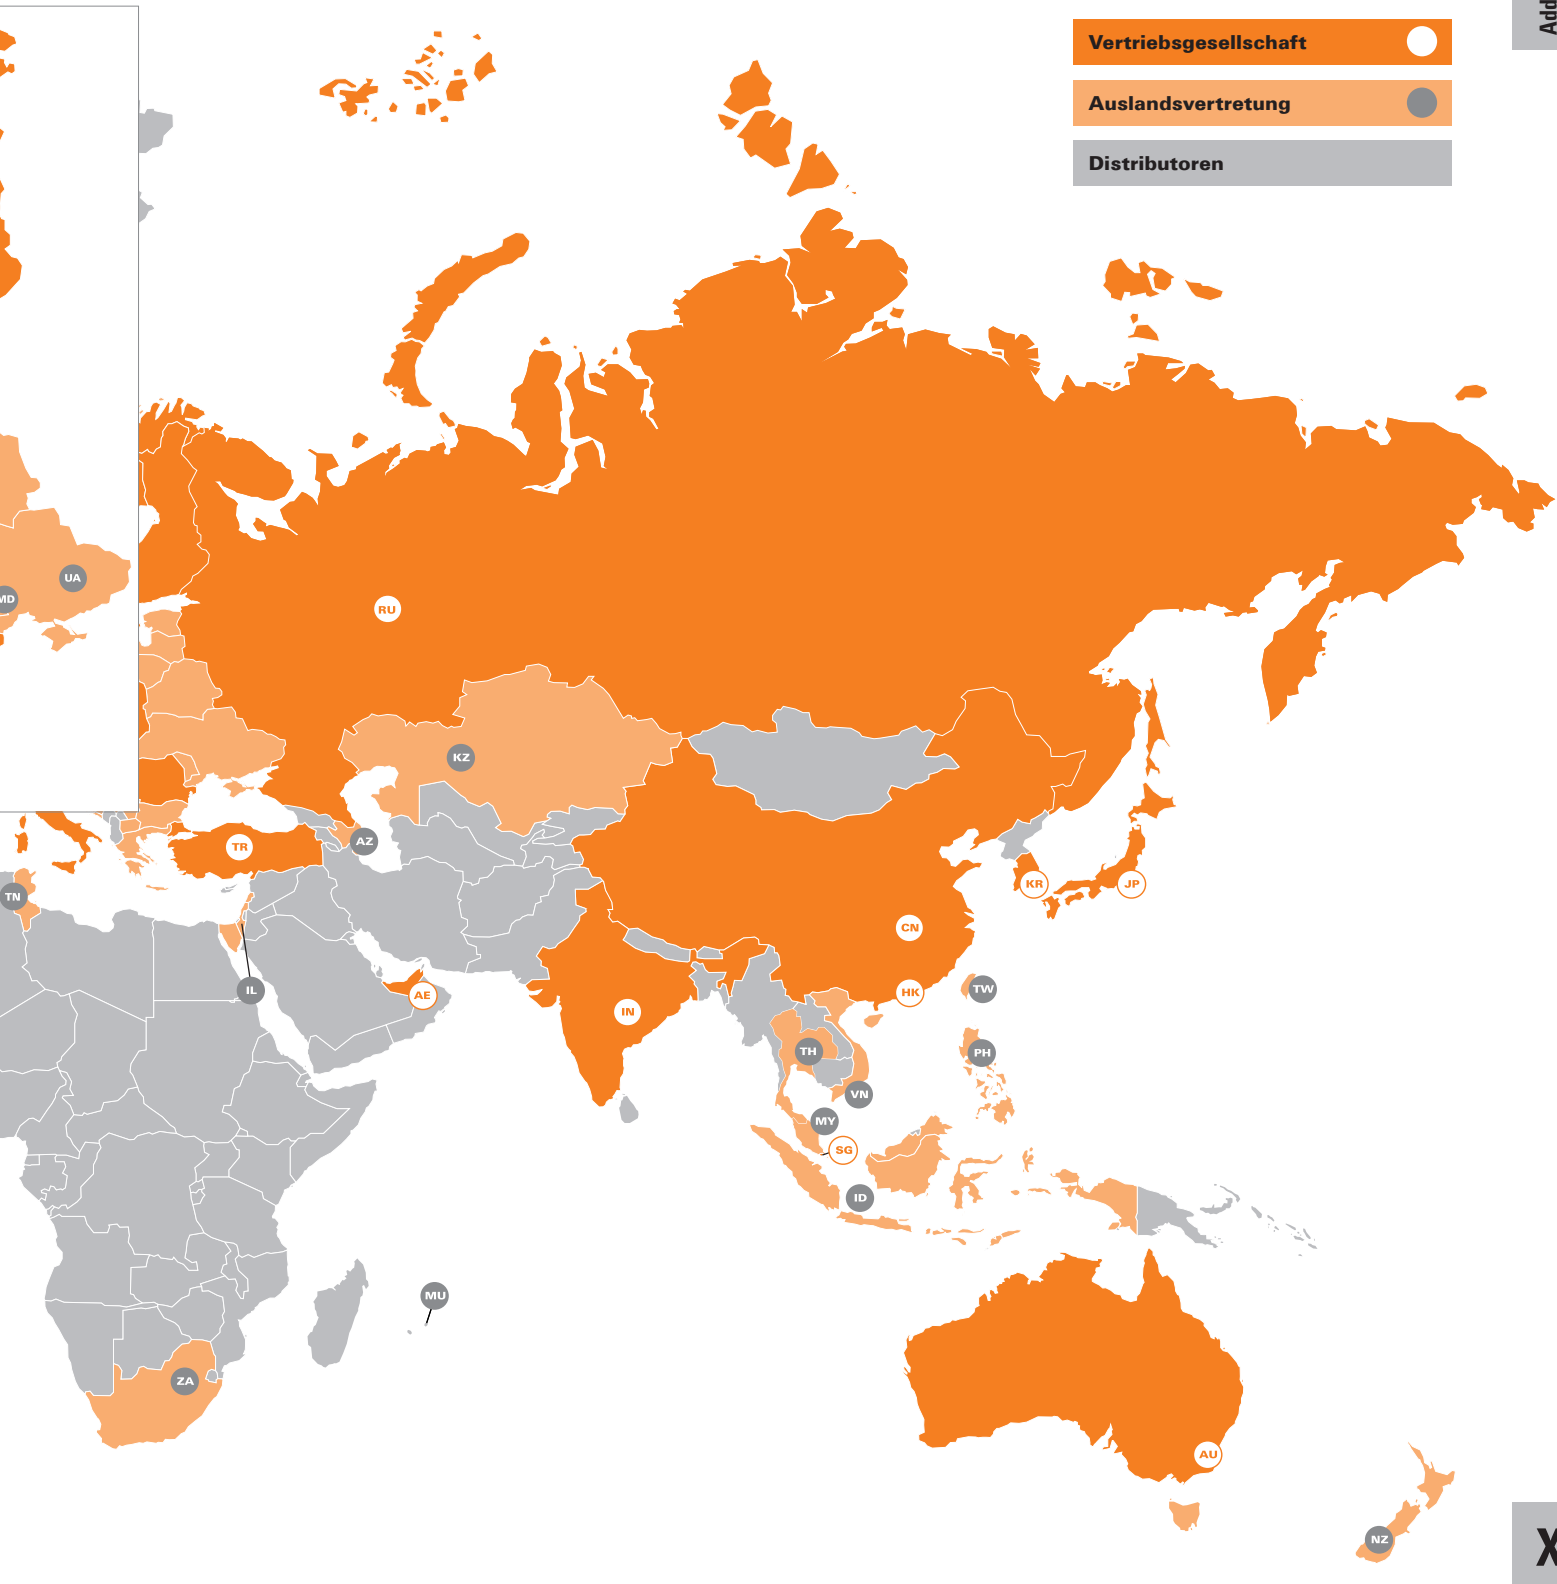 Add
Vertriebsgesellschaft
Auslandsvertretung
Distributoren
UA
MD
RU
KZ
AZ
TR
KR
JP
TN
CN
IL
AE
HK
TW
IN
TH
PH
VN
MY
SG
ID
MU
ZA
AU
NZ
X